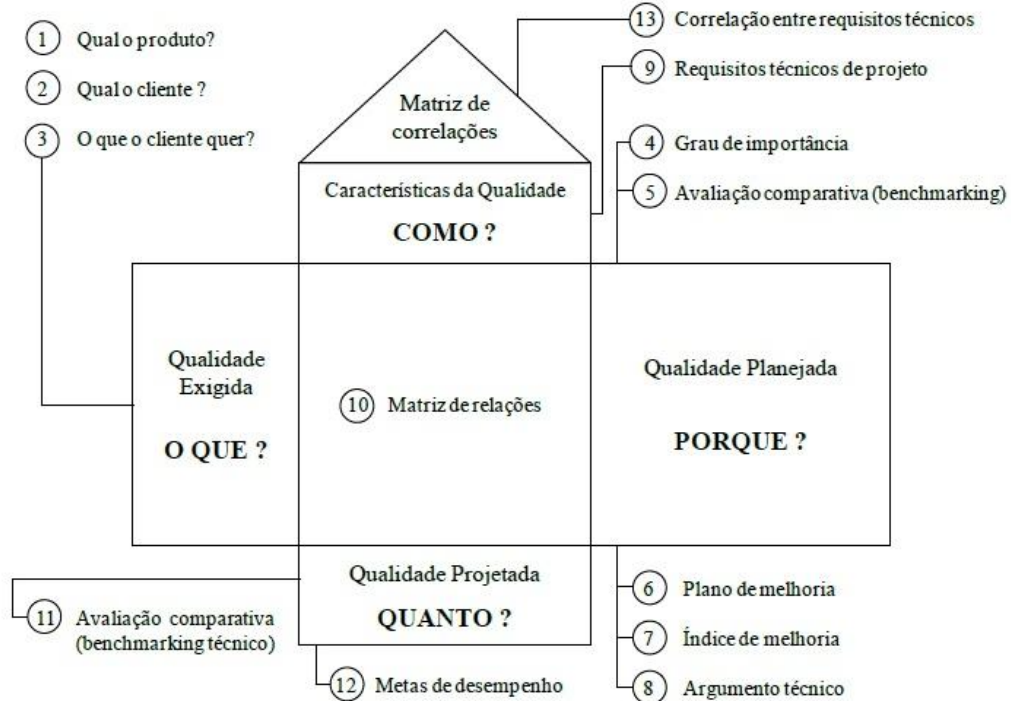 1 Qual o produto?
2 Qual o cliente ?
3 O que o cliente quer?
13 Correlação entre requisitos técnicos
9 Requisitos técnicos de projeto
4 Grau de importância
5 Avaliação comparativa (benchmarking)
Matriz de
correlações
Características da Qualidade
COMO ?
Qualidade
Exigida
O QUE ?
10 Matriz de relações
Qualidade Planejada
PORQUE ?
Qualidade Projetada
QUANTO ?
11 Avaliação comparativa
(benchmarking técnico)
12 Metas de desempenho
6 Plano de melhoria
7 Índice de melhoria
8 Argumento técnico